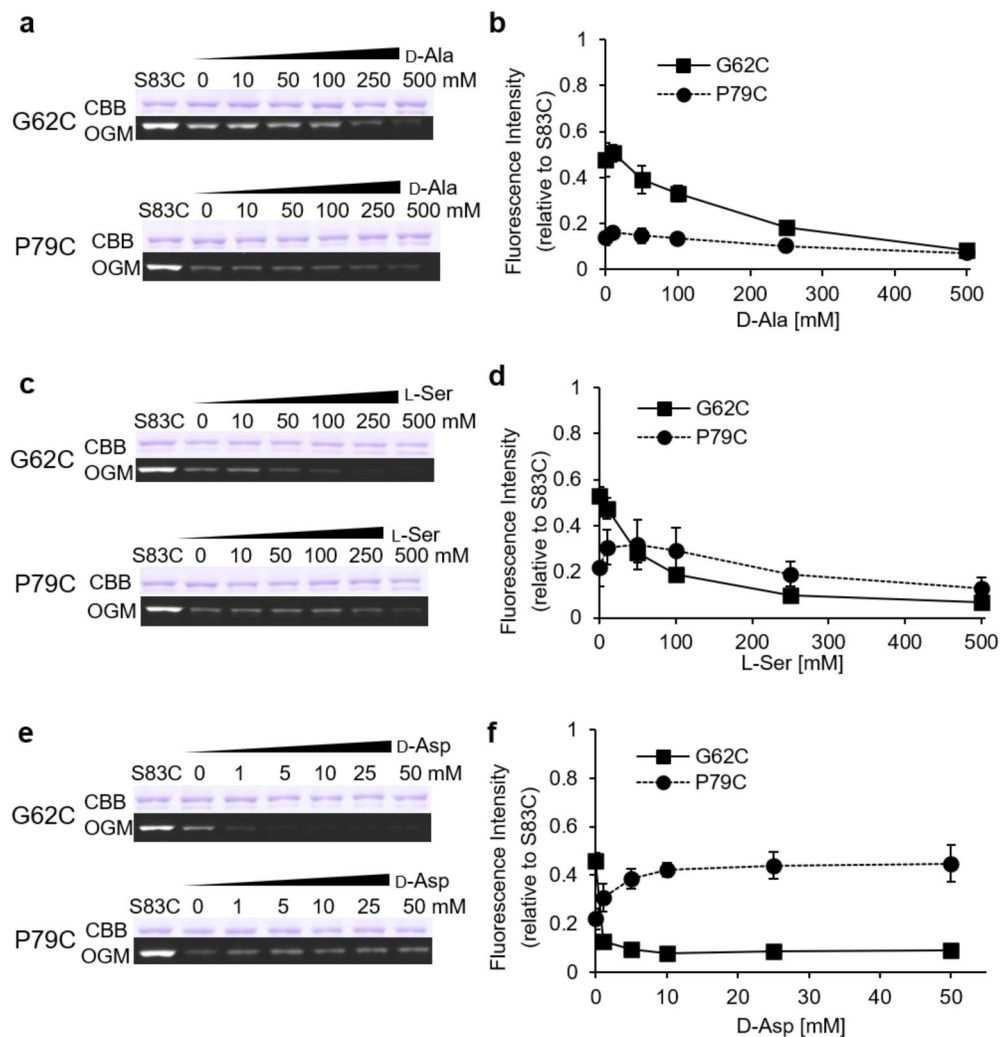 a
D-Ala
S83C 0 10 50 100 250 500 mM
G62C
CBB
OGM
D-Ala
S83C 0 10 50 100 250 500 mM
P79C
CBB
OGM
b
1
0.8
0.6
0.4
0.2
0
Fluorescence Intensity
(relative to S83C)
G62C
P79C
0 100 200 300 400 500
D-Ala [mM]
c
L-Ser
S83C 0 10 50 100 250 500 mM
G62C
CBB
OGM
L-Ser
S83C 0 10 50 100 250 500 mM
P79C
CBB
OGM
d
1
0.8
0.6
0.4
0.2
0
Fluorescence Intensity
(relative to S83C)
G62C
P79C
0 100 200 300 400 500
L-Ser [mM]
e
D-Asp
S83C 0 1 5 10 25 50 mM
G62C
CBB
OGM
D-Asp
S83C 0 1 5 10 25 50 mM
P79C
CBB
OGM
f
1
0.8
0.6
0.4
0.2
0
Fluorescence Intensity
(relative to S83C)
G62C
P79C
0 10 20 30 40 50
D-Asp [mM]